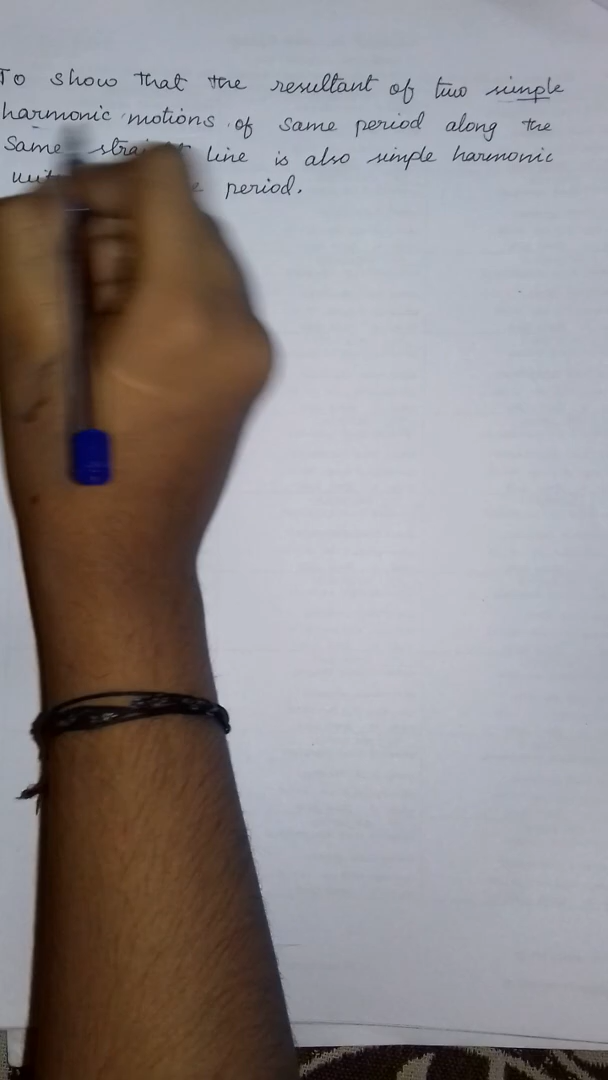 To show that the resultant of two simple
harmonic motions of same period along the
Same line is also simple harmonic
period.